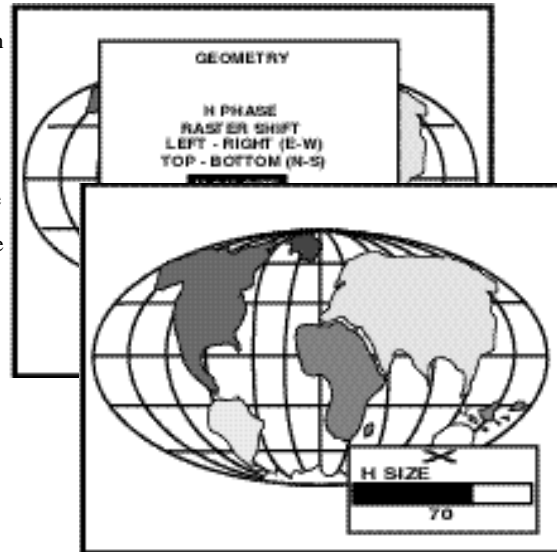 GEOMETRY
H PHASE
RASTER SHIFT
LEFT - RIGHT (E-W)
TOP - BOTTOM (N-S)
H SIZE
70